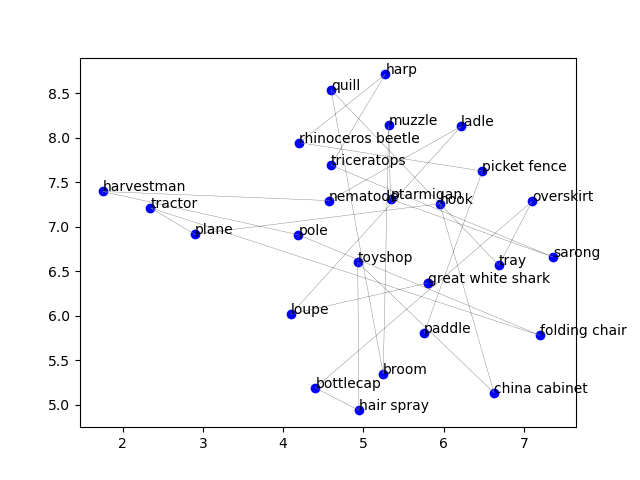 harp
quill
8.5
muzzle
ladle
8.0
rhinoceros beetle
triceratops
picket fence
7.5
harvestman
nematode
ptarmigan
hook
overskirt
tractor
7.0
plane
pole
toyshop
tray
sarong
6.5
great white shark
loupe
6.0
paddle
folding chair
5.5
broom
bottlecap
china cabinet
hair spray
5.0
2 3 4 5 6 7